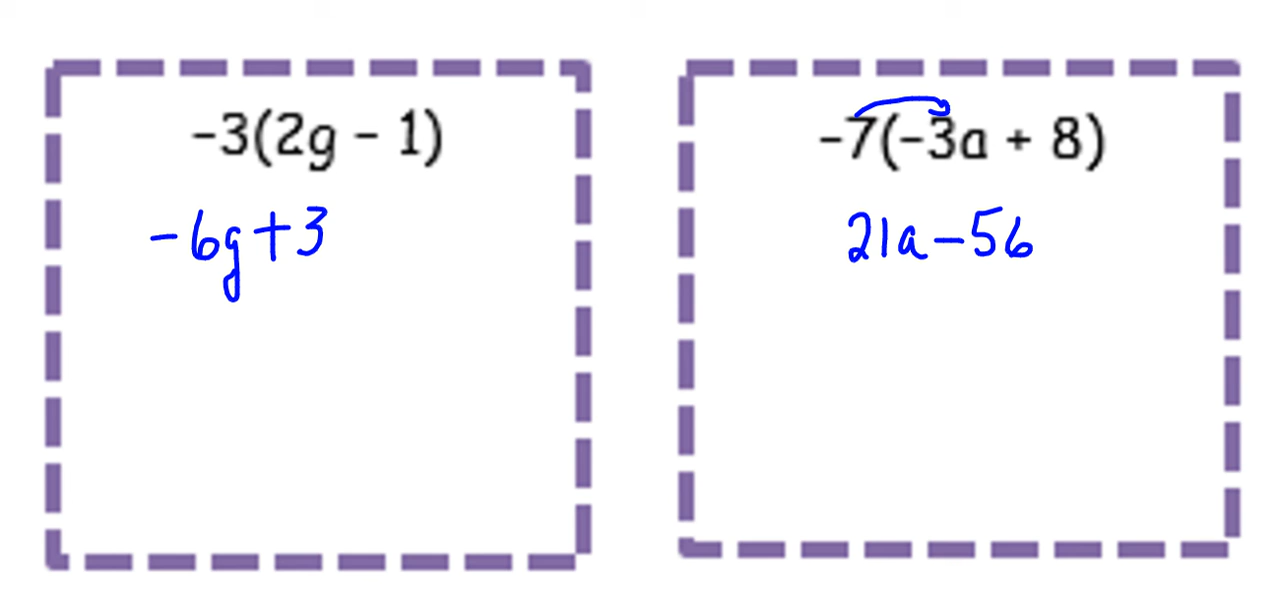 -3(2g - 1)
-6g+3
-7(-3a + 8)
21a-56